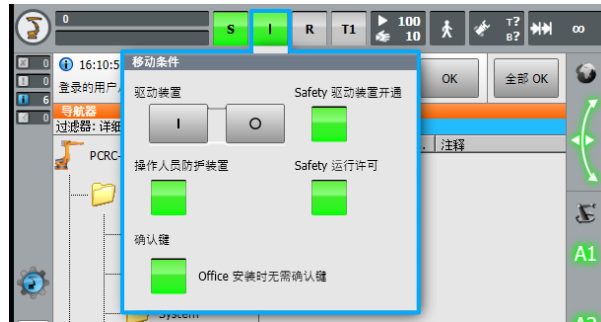 0
S I R T1 100 10 T? B? ∞
0 16:10:5
0 登录的用户
6
0
移动条件
驱动装置 Safety 驱动装置开通
I O
操作人员防护装置 Safety 运行许可
确认键
Office 安装时无需确认键
OK 全部 OK
导航器
过滤器: 详细
注释
PCRC-
System
A1